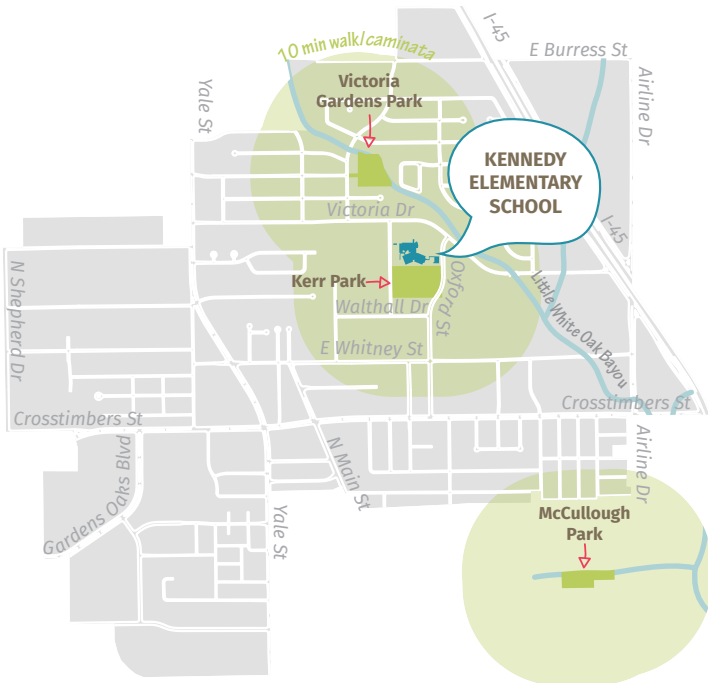 I-45
E Burress St
10 min walk/caminata
Victoria
Gardens Park
Yale St
Airline Dr
KENNEDY
ELEMENTARY
SCHOOL
Victoria Dr
I-45
N Shepherd Dr
Kerr Park
Oxford St
Little White Oak Bayou
Walthall Dr
E Whitney St
Crosstimbers St
Crosstimbers St
Gardens Oaks Blvd
N Main St
Airline Dr
Yale St
McCullough
Park